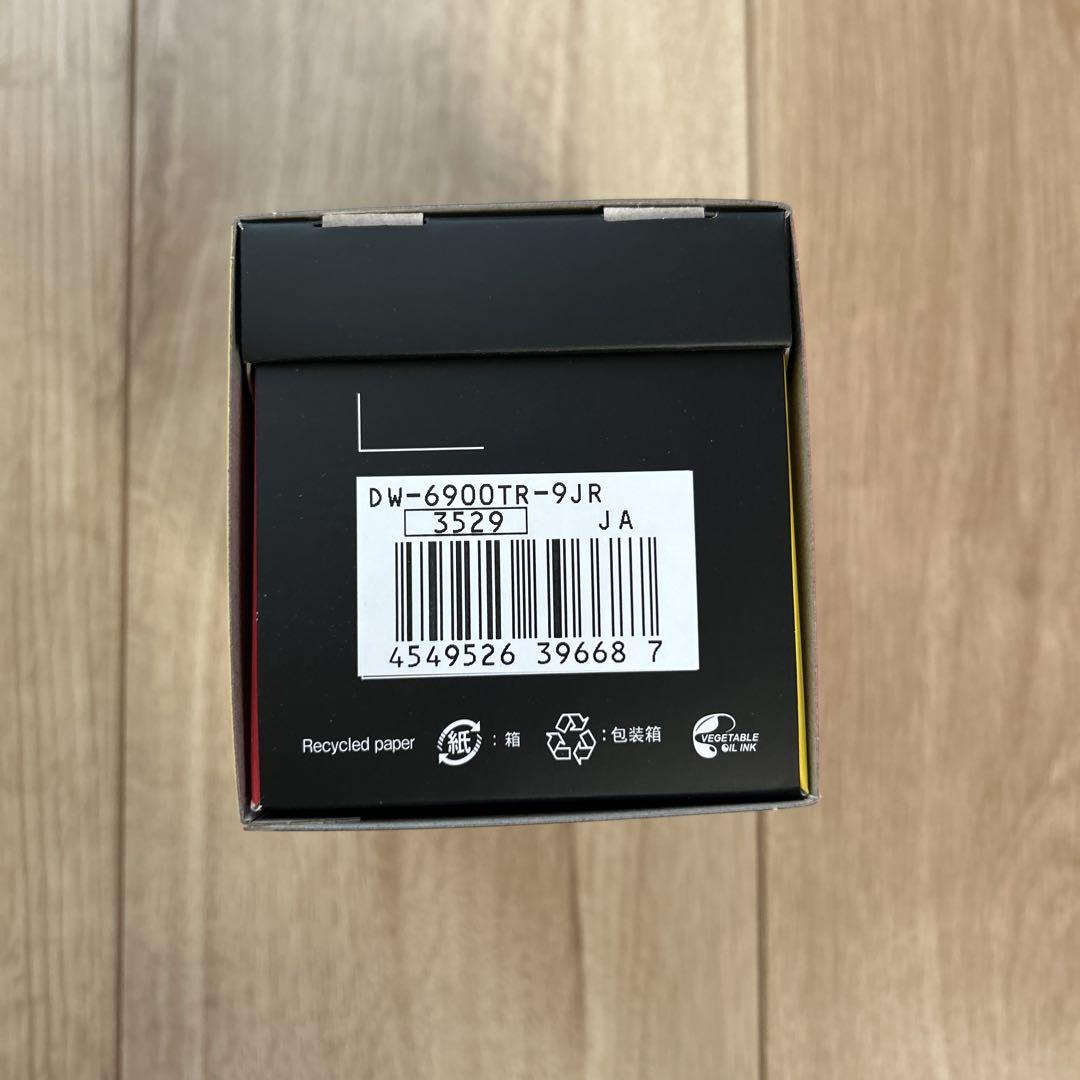 DW-6900TR-9JR
3529 JA
4549526 39668 7
Recycled paper 紙 : 箱 : 包装箱 VEGETABLE
OIL INK